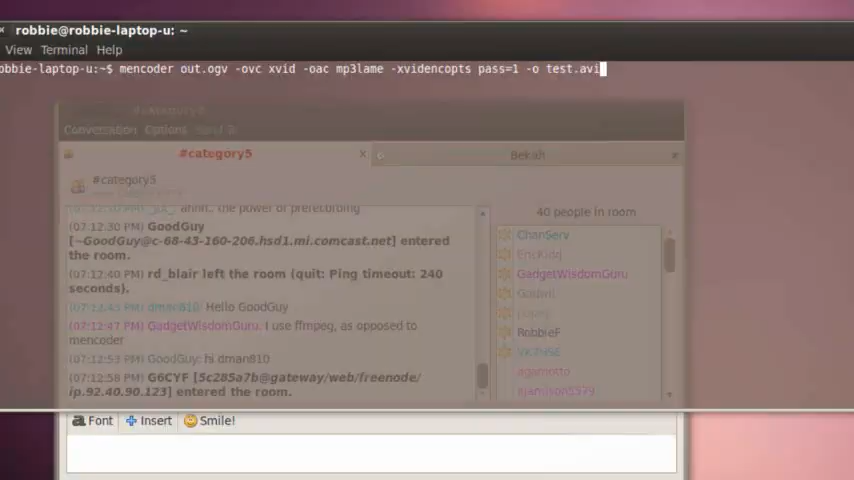 robbie@robbie-laptop-u: ~
View Terminal Help
obbie-laptop-u:~$ mencoder out.ogv -ovc xvid -oac mp3lame -xvidencopts pass=1 -o test.avi
#category5
Conversation Options
#category5
Bekah
#category5
the power of prerecording
(07:12:30 PM) GoodGuy
[~GoodGuy@c-68-43-160-206.hsd1.mi.comcast.net] entered
the room.
(07:12:40 PM) rd_blair left the room (quit: Ping timeout: 240
seconds).
(07:12:45 PM) dman810: Hello GoodGuy
(07:12:47 PM) GadgetWisdomGuru: I use ffmpeg, as opposed to
mencoder
(07:12:53 PM) GoodGuy: hi dman810
(07:12:58 PM) G6CYF [5c285a7b@gateway/web/freenode/
ip.92.40.90.123] entered the room.
40 people in room
ChanServ
GadgetWisdomGuru
RobbieF
agamotto
Font Insert Smile!